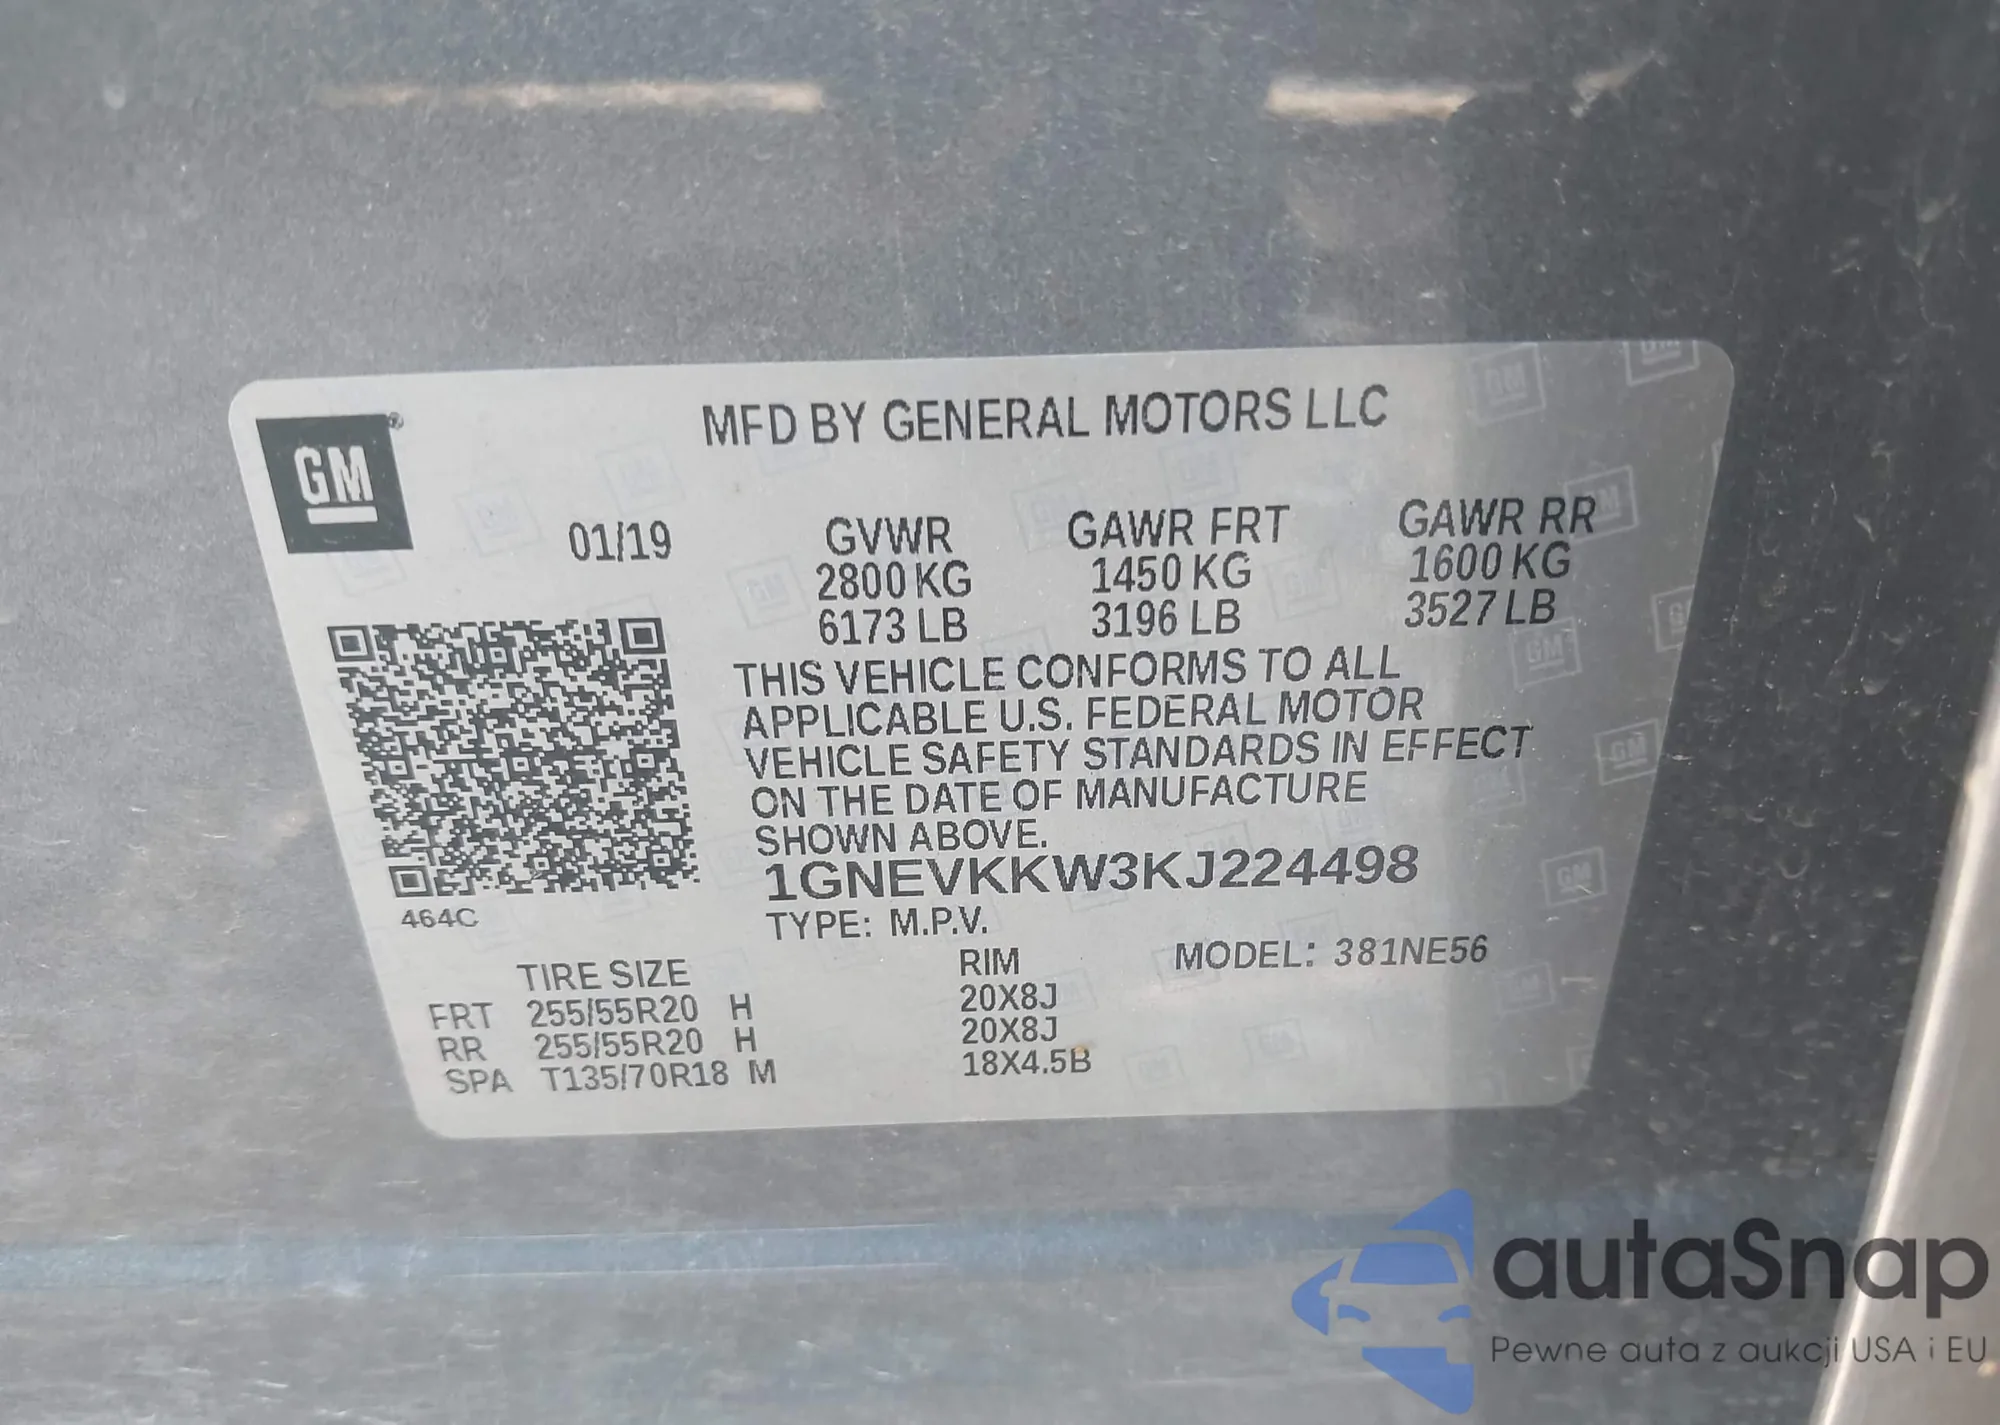 MFD BY GENERAL MOTORS LLC
GM
®
01/19 GVWR GAWR FRT GAWR RR
2800 KG 1450 KG 1600 KG
6173 LB 3196 LB 3527 LB
THIS VEHICLE CONFORMS TO ALL
APPLICABLE U.S. FEDERAL MOTOR
VEHICLE SAFETY STANDARDS IN EFFECT
ON THE DATE OF MANUFACTURE
SHOWN ABOVE.
1GNEVKKW3KJ224498
464C
TYPE: M.P.V.
TIRE SIZE RIM MODEL: 381NE56
FRT 255/55R20 H 20X8J
RR 255/55R20 H 20X8J
SPA T135/70R18 M 18X4.5B
autaSnap
Pewne auta z aukcji USA i EU